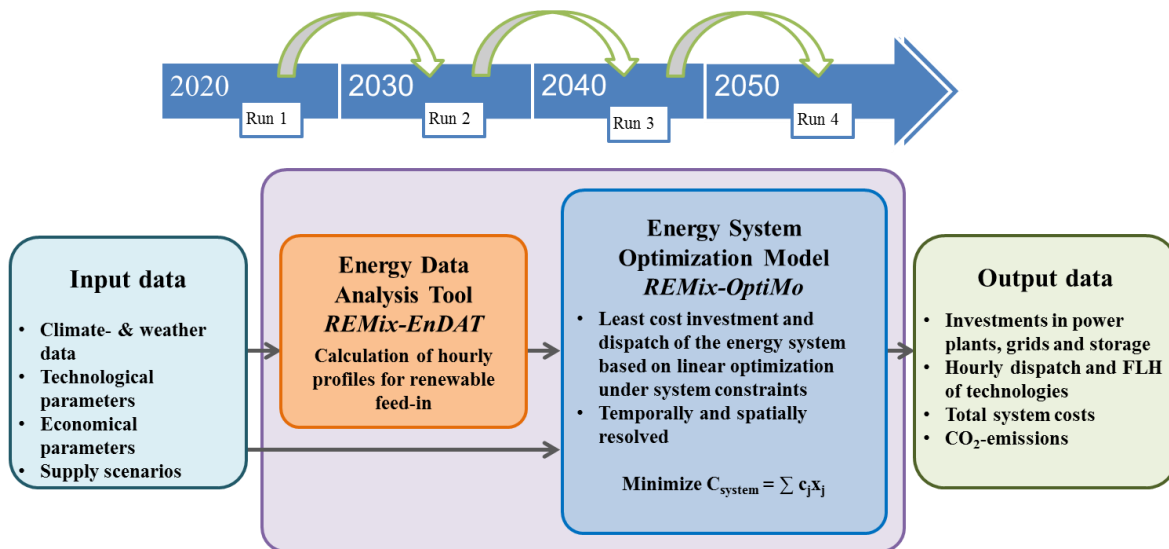 2020
2030
2040
2050
Run 1
Run 2
Run 3
Run 4
Input data
• Climate- & weather
data
• Technological
parameters
• Economical
parameters
• Supply scenarios
Energy Data
Analysis Tool
REMix-EnDAT
Calculation of hourly
profiles for renewable
feed-in
Energy System
Optimization Model
REMix-OptiMo
• Least cost investment and
dispatch of the energy system
based on linear optimization
under system constraints
• Temporally and spatially
resolved
Minimize C_system = ∑ c_j x_j
Output data
• Investments in power
plants, grids and storage
• Hourly dispatch and FLH
of technologies
• Total system costs
• CO₂-emissions